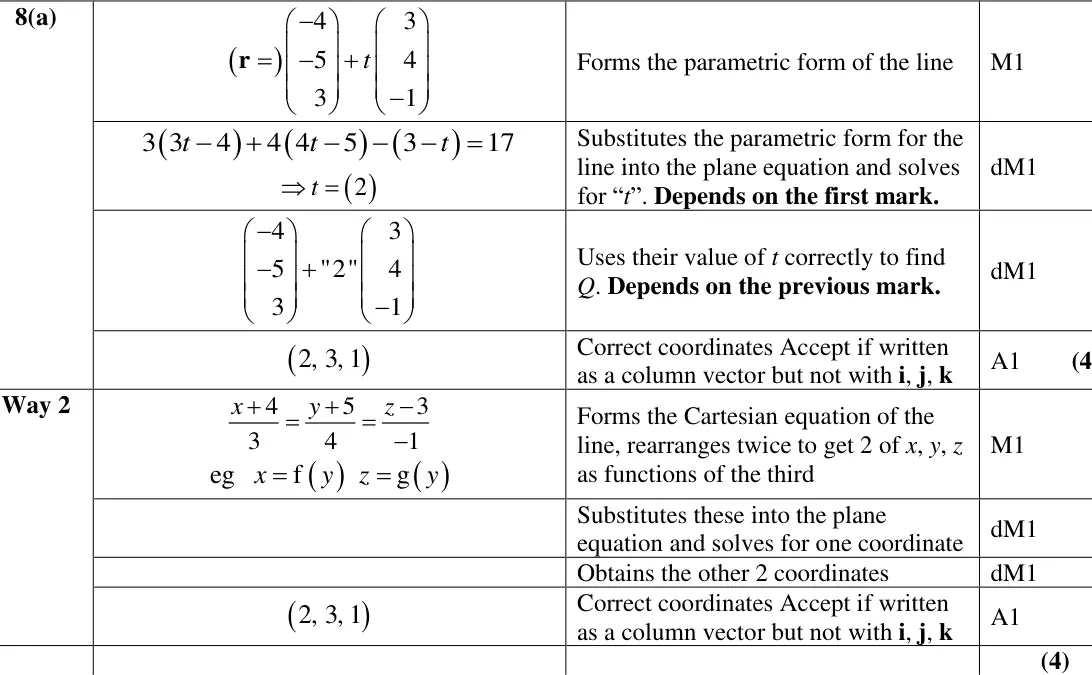 8(a)
(r =) (−4 −5 3) + t (3 4 −1)
Forms the parametric form of the line
M1
3(3t − 4) + 4(4t − 5) − (3 − t) = 17
⇒ t = (2)
Substitutes the parametric form for the
line into the plane equation and solves
for “t”. Depends on the first mark.
dM1
(−4 −5 3) + "2" (3 4 −1)
Uses their value of t correctly to find
Q. Depends on the previous mark.
dM1
(2, 3, 1)
Correct coordinates Accept if written
as a column vector but not with i, j, k
A1 (4
Way 2
x + 4 / 3 = y + 5 / 4 = z − 3 / −1
eg x = f(y) z = g(y)
Forms the Cartesian equation of the
line, rearranges twice to get 2 of x, y, z
as functions of the third
M1
Substitutes these into the plane
equation and solves for one coordinate
dM1
Obtains the other 2 coordinates
dM1
(2, 3, 1)
Correct coordinates Accept if written
as a column vector but not with i, j, k
A1
(4)